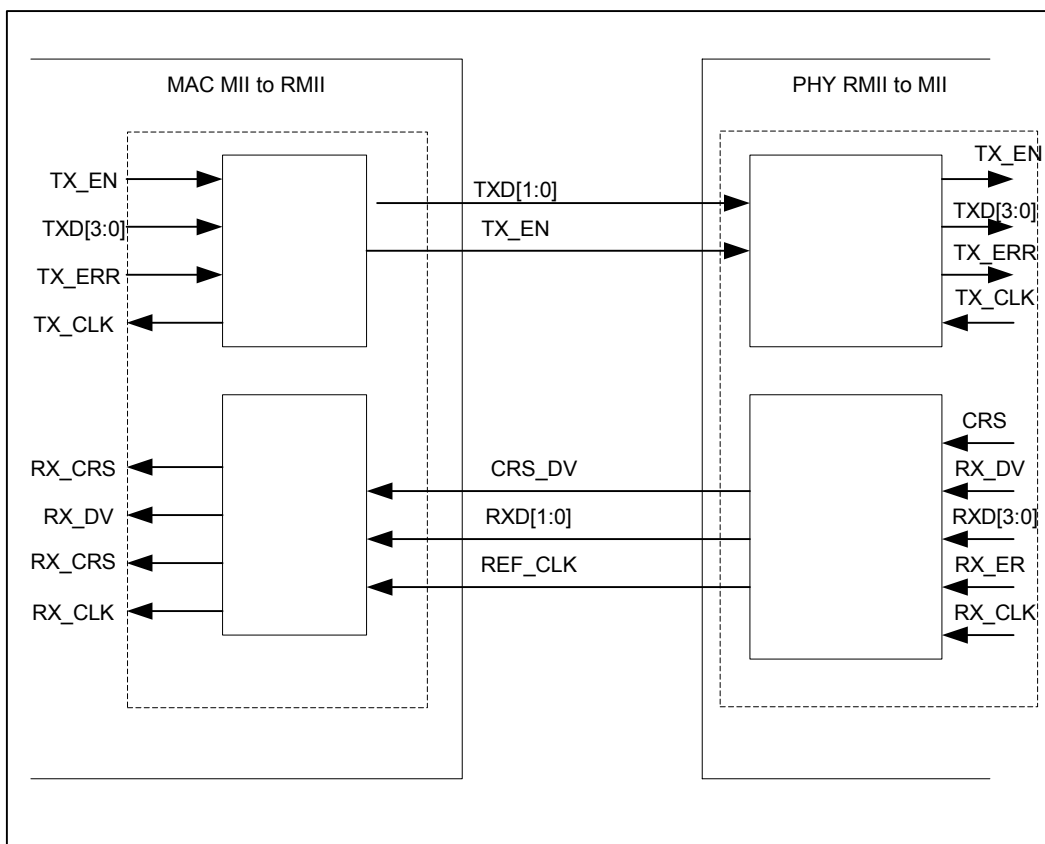 MAC MII to RMII
PHY RMII to MII
TX_EN
TXD[3:0]
TX_ERR
TX_CLK
TXD[1:0]
TX_EN
TX_EN
TXD[3:0]
TX_ERR
TX_CLK
RX_CRS
RX_DV
RX_CRS
RX_CLK
CRS_DV
RXD[1:0]
REF_CLK
CRS
RX_DV
RXD[3:0]
RX_ER
RX_CLK